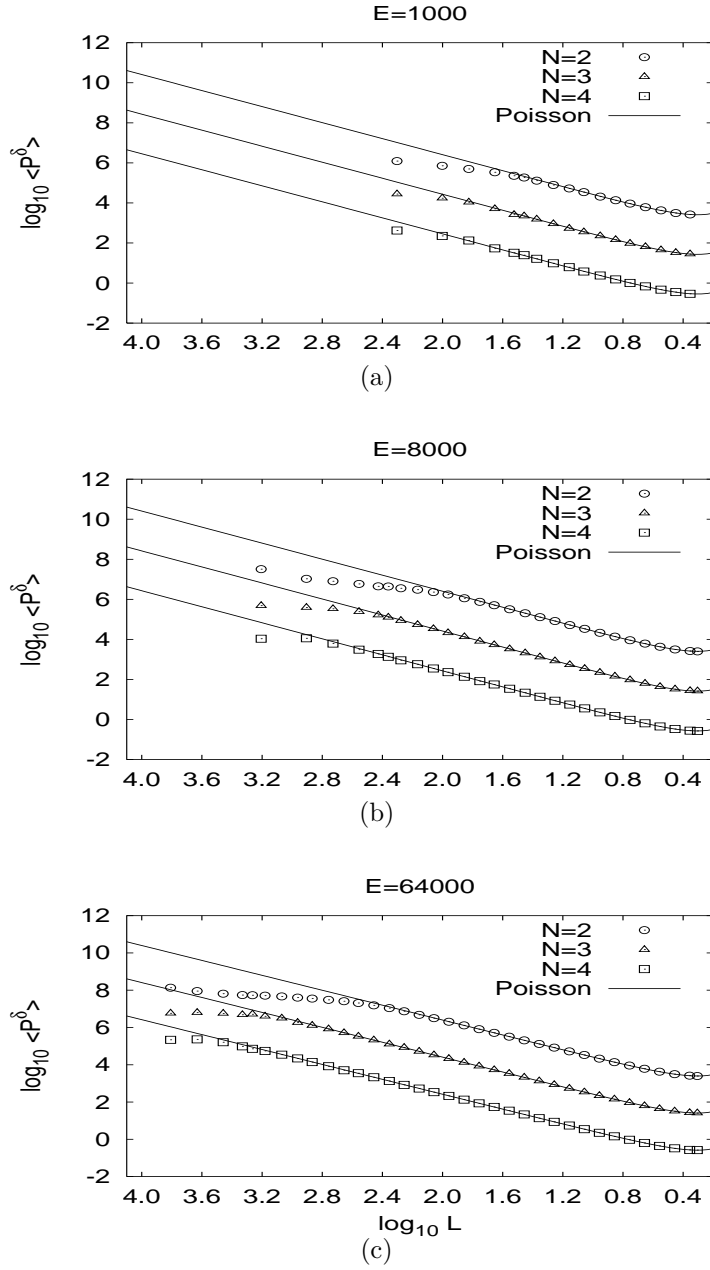 E=1000
12
10
8
6
4
2
0
-2
log10 <P^δ>
N=2
N=3
N=4
Poisson
4.0 3.6 3.2 2.8 2.4 2.0 1.6 1.2 0.8 0.4
(a)
E=8000
12
10
8
6
4
2
0
-2
log10 <P^δ>
N=2
N=3
N=4
Poisson
4.0 3.6 3.2 2.8 2.4 2.0 1.6 1.2 0.8 0.4
(b)
E=64000
12
10
8
6
4
2
0
-2
log10 <P^δ>
N=2
N=3
N=4
Poisson
4.0 3.6 3.2 2.8 2.4 2.0 1.6 1.2 0.8 0.4
log10 L
(c)